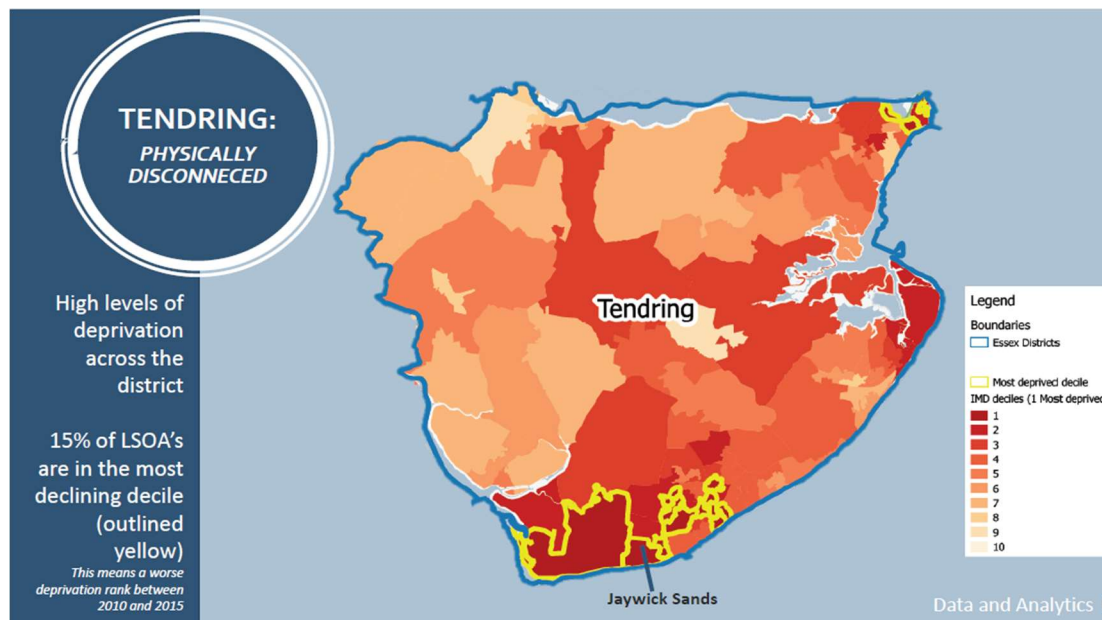 TENDRING:
PHYSICALLY
DISCONNECED
High levels of
deprivation
across the
district
15% of LSOA's
are in the most
declining decile
(outlined
yellow)
This means a worse
deprivation rank between
2010 and 2015
Tendring
Jaywick Sands
Legend
Boundaries
Essex Districts
Most deprived decile
IMD deciles (1 Most deprived
1
2
3
4
5
6
7
8
9
10
Data and Analytics